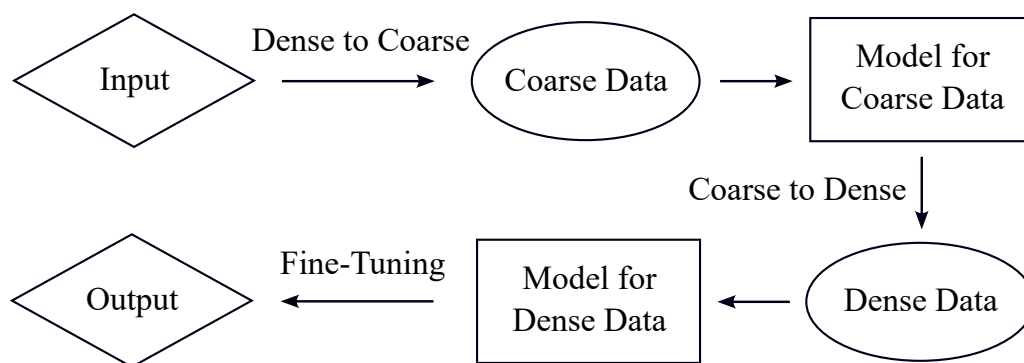 Input
Dense to Coarse
Coarse Data
Model for
Coarse Data
Coarse to Dense
Dense Data
Model for
Dense Data
Fine-Tuning
Output